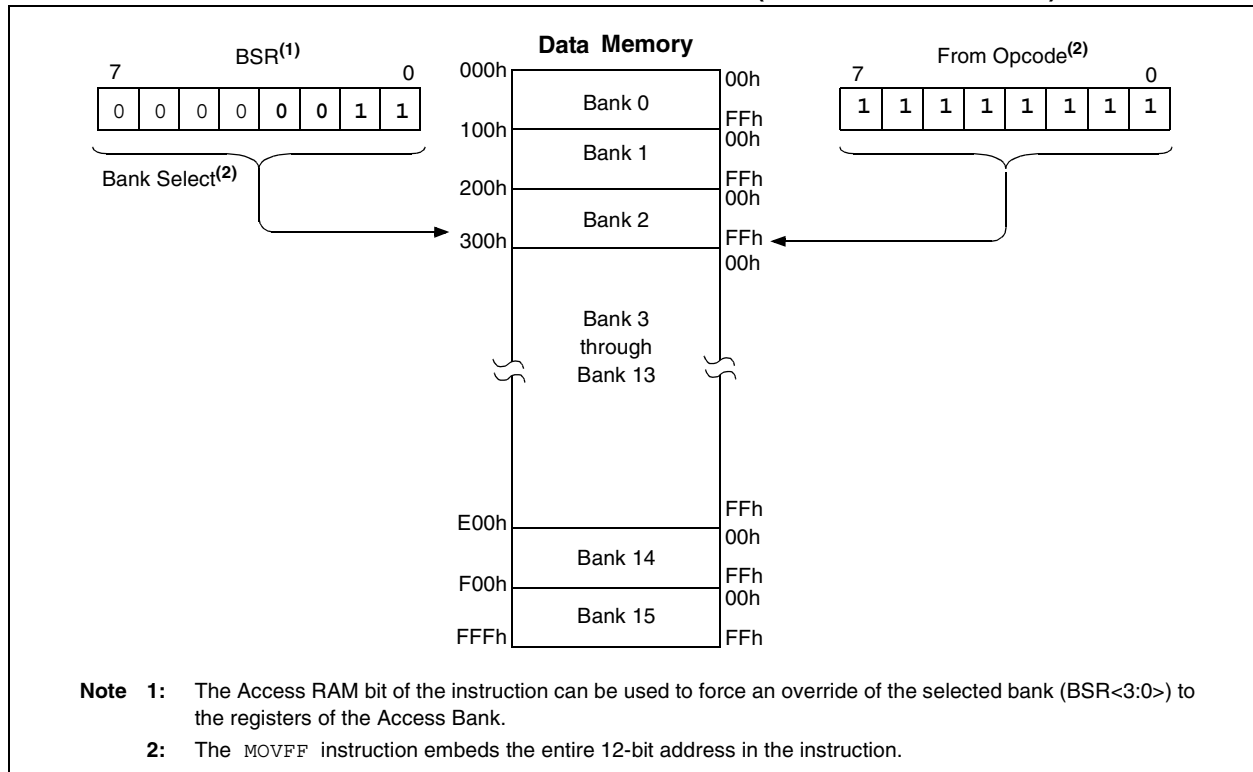 Data Memory
BSR(1)
7 0
0 0 0 0 0 0 1 1
Bank Select(2)
From Opcode(2)
7 0
1 1 1 1 1 1 1 1
000h
00h
Bank 0
FFh
100h
00h
Bank 1
FFh
200h
00h
Bank 2
FFh
300h
00h
Bank 3
through
Bank 13
FFh
E00h
00h
Bank 14
FFh
F00h
00h
Bank 15
FFFh
FFh
Note 1: The Access RAM bit of the instruction can be used to force an override of the selected bank (BSR<3:0>) to
the registers of the Access Bank.
2: The MOVFF instruction embeds the entire 12-bit address in the instruction.